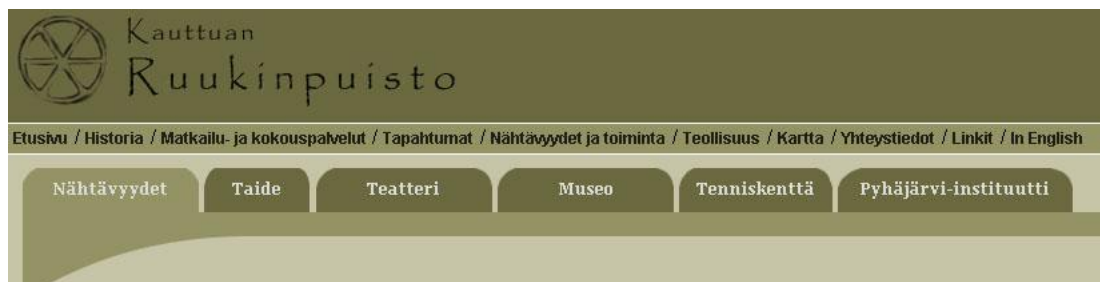 Kauttuan
Ruukinpuisto
Etusivu / Historia / Matkailu- ja kokouspalvelut / Tapahtumat / Nähtävyydet ja toiminta / Teollisuus / Kartta / Yhteystiedot / Linkit / In English
Nähtävyydet Taide Teatteri Museo Tenniskenttä Pyhäjärvi-instituutti